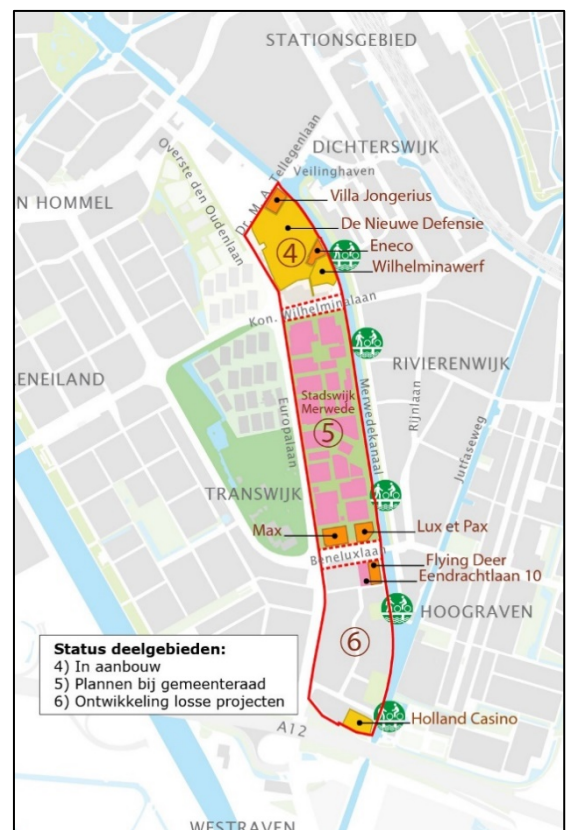 STATIONSGEBIED
DICHTERSWIJK
Veilinghaven
Dr. M. A. Tellegenlaan
Overste den Oudenlaan
Villa Jongerius
N HOMMEL
De Nieuwe Defensie
Eneco
4
Wilhelminawerf
Kon. Wilhelminalaan
RIVIERENWIJK
ENEILAND
Stadswijk
Merwede
5
Merwedekanaal
Rijnlaan
Europalaan
Jutfaseweg
TRANSWIJK
Max
Lux et Pax
Beneluxlaan
Flying Deer
Eendrachtlaan 10
HOOGRAVEN
6
Status deelgebieden:
4) In aanbouw
5) Plannen bij gemeenteraad
6) Ontwikkeling losse projecten
Holland Casino
A12
WESTRAVEN